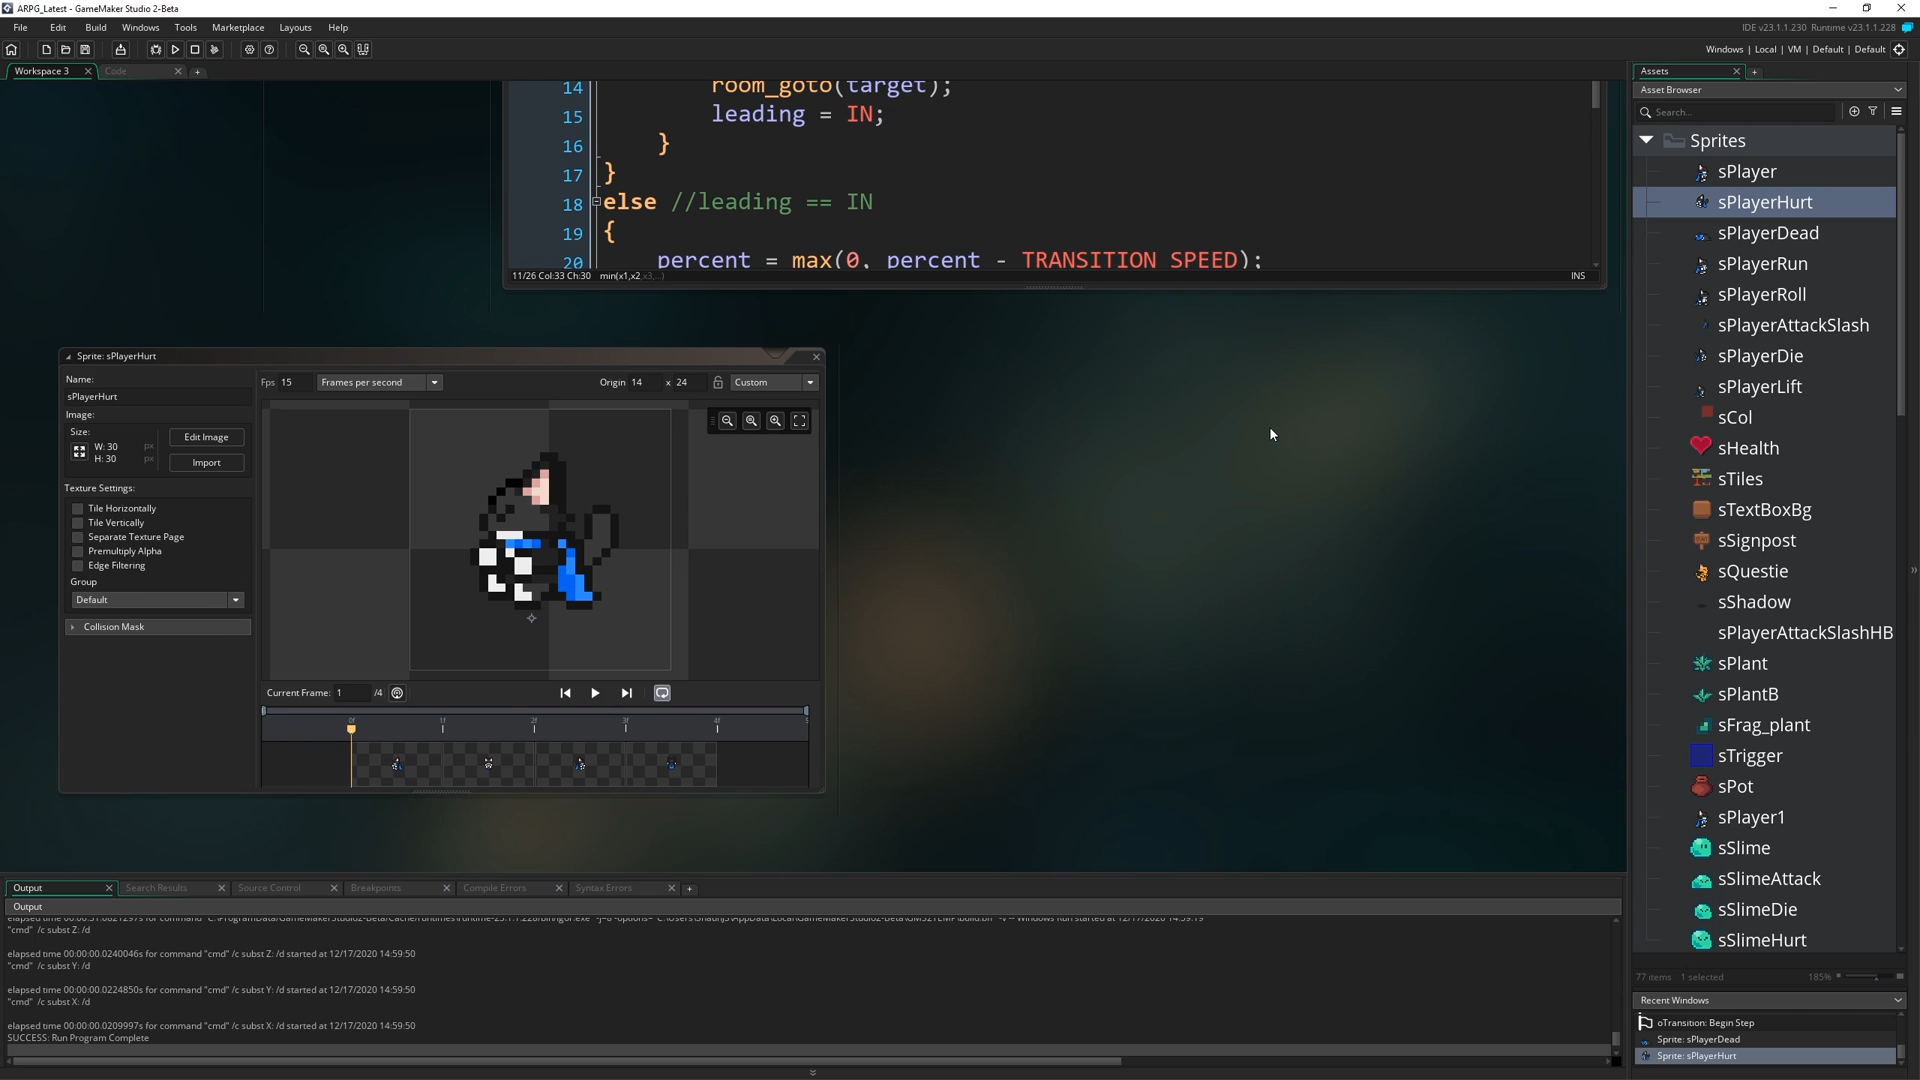 ARPG_Latest - GameMaker Studio 2-Beta
File Edit Build Windows Tools Marketplace Layouts Help
IDE v23.1.1.230 Runtime v23.1.1.228
Windows | Local | VM | Default | Default
Workspace 3
Code
14 room_goto(target);
15 leading = IN;
16 }
17 }
18 else //leading == IN
19 {
20 percent = max(0, percent - TRANSITION_SPEED);
11/26 Col:33 Ch:30 min(x1,x2,x3,...)
INS
Sprite: sPlayerHurt
Name:
sPlayerHurt
Image:
Size:
W: 30 px
H: 30 px
Edit Image
Import
Texture Settings:
Tile Horizontally
Tile Vertically
Separate Texture Page
Premultiply Alpha
Edge Filtering
Group
Default
Collision Mask
Fps 15 Frames per second Origin 14 x 24 Custom
Current Frame: 1 /4
0f 1f 2f 3f 4f 5
Output Search Results Source Control Breakpoints Compile Errors Syntax Errors
Output
"cmd" /c subst Z: /d
elapsed time 00:00:00.0240046s for command "cmd" /c subst Z: /d started at 12/17/2020 14:59:50
"cmd" /c subst Y: /d
elapsed time 00:00:00.0224850s for command "cmd" /c subst Y: /d started at 12/17/2020 14:59:50
"cmd" /c subst X: /d
elapsed time 00:00:00.0209997s for command "cmd" /c subst X: /d started at 12/17/2020 14:59:50
SUCCESS: Run Program Complete
Assets
Asset Browser
Search...
Sprites
sPlayer
sPlayerHurt
sPlayerDead
sPlayerRun
sPlayerRoll
sPlayerAttackSlash
sPlayerDie
sPlayerLift
sCol
sHealth
sTiles
sTextBoxBg
sSignpost
sQuestie
sShadow
sPlayerAttackSlashHB
sPlant
sPlantB
sFrag_plant
sTrigger
sPot
sPlayer1
sSlime
sSlimeAttack
sSlimeDie
sSlimeHurt
77 items 1 selected 185%
Recent Windows
oTransition: Begin Step
Sprite: sPlayerDead
Sprite: sPlayerHurt